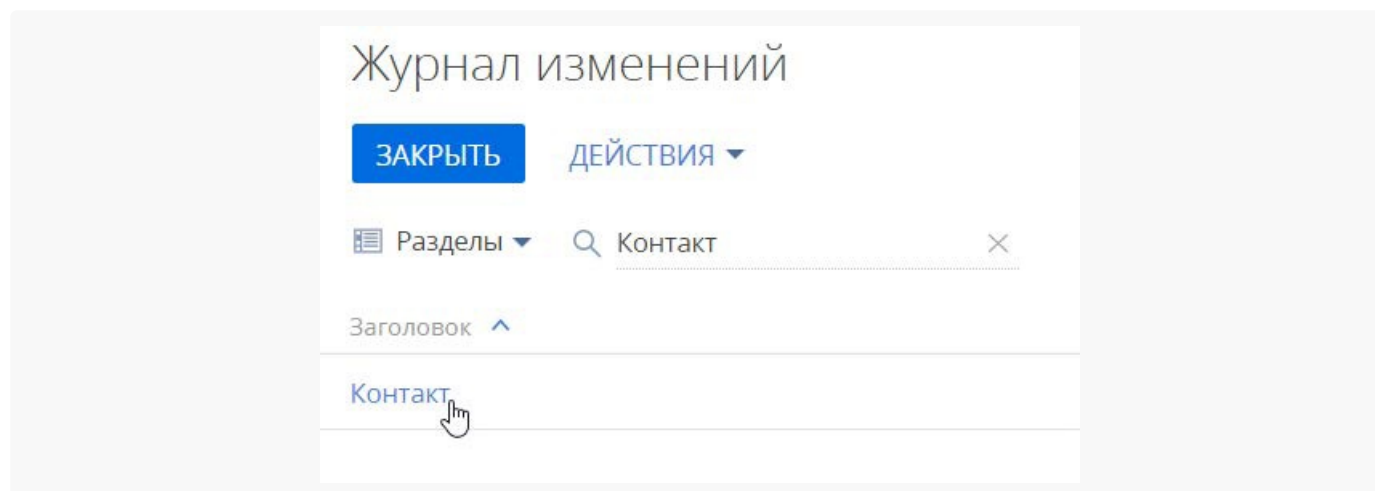 Журнал изменений
ЗАКРЫТЬ ДЕЙСТВИЯ
Разделы Контакт
Заголовок
Контакт